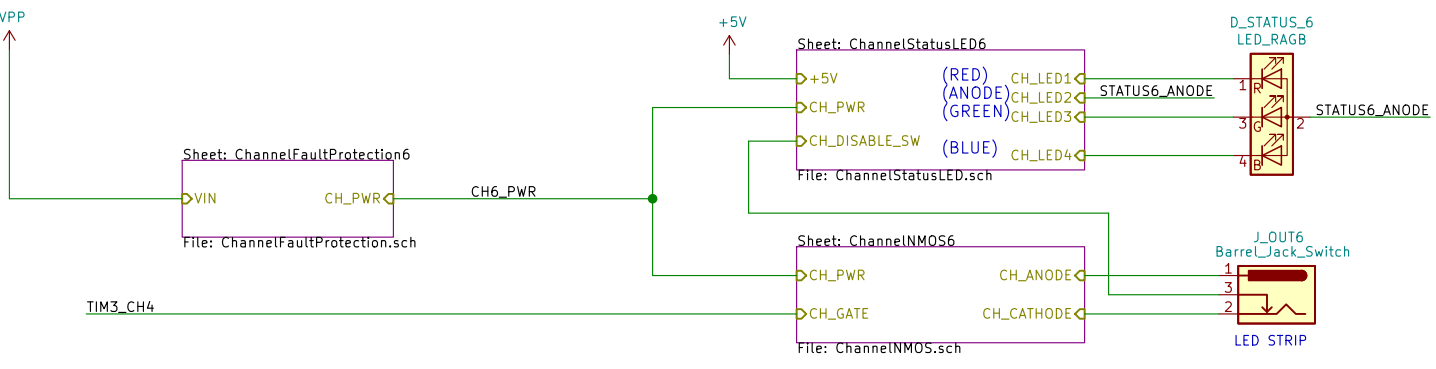 VPP
+5V
D_STATUS_6
LED_RAGB
Sheet: ChannelStatusLED6
+5V
(RED)
CH_LED1
1
R
(ANODE)
CH_LED2
STATUS6_ANODE
CH_PWR
(GREEN)
CH_LED3
3
G
2
STATUS6_ANODE
CH_DISABLE_SW
(BLUE)
CH_LED4
4
B
File: ChannelStatusLED.sch
Sheet: ChannelFaultProtection6
VIN
CH_PWR
CH6_PWR
File: ChannelFaultProtection.sch
Sheet: ChannelNMOS6
J_OUT6
Barrel_Jack_Switch
CH_PWR
CH_ANODE
1
3
TIM3_CH4
CH_GATE
CH_CATHODE
2
LED STRIP
File: ChannelNMOS.sch